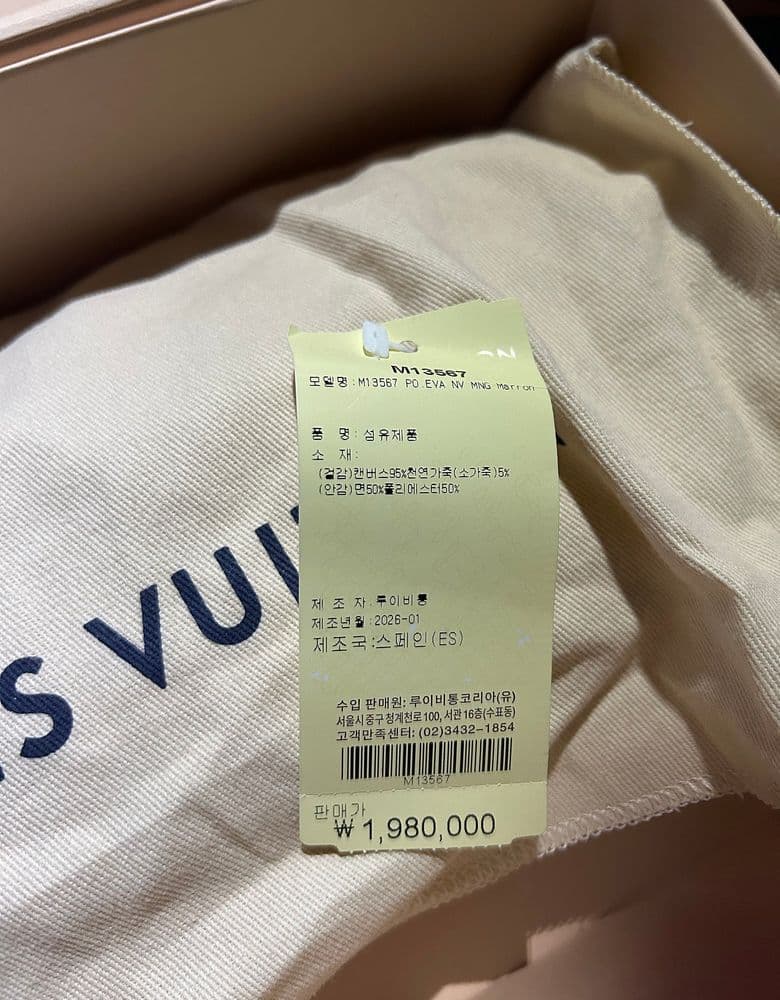 M13567
모델명:M13567 PO.EVA NV MNG Marron
품 명:섬유제품
소 재:
(겉감)캔버스95%천연가죽(소가죽)5%
(안감)면50%폴리에스터50%
제 조 자:루이비통
제조년월:2026-01
제조국:스페인(ES)
수입 판매원: 루이비통코리아(유)
서울시 중구 청계천로 100, 서관 16층(수표동)
고객만족센터: (02)3432-1854
M13567
판매가
₩ 1,980,000